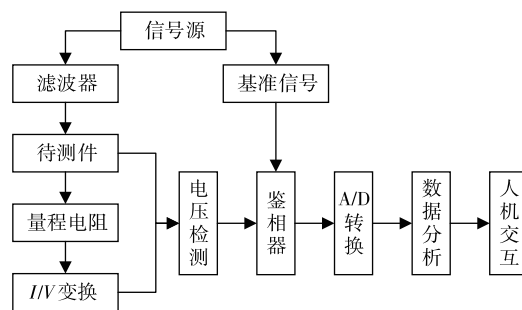 信号源
滤波器
基准信号
待测件
量程电阻
I/V变换
电压检测
鉴相器
A/D
转换
数据分析
人机交互